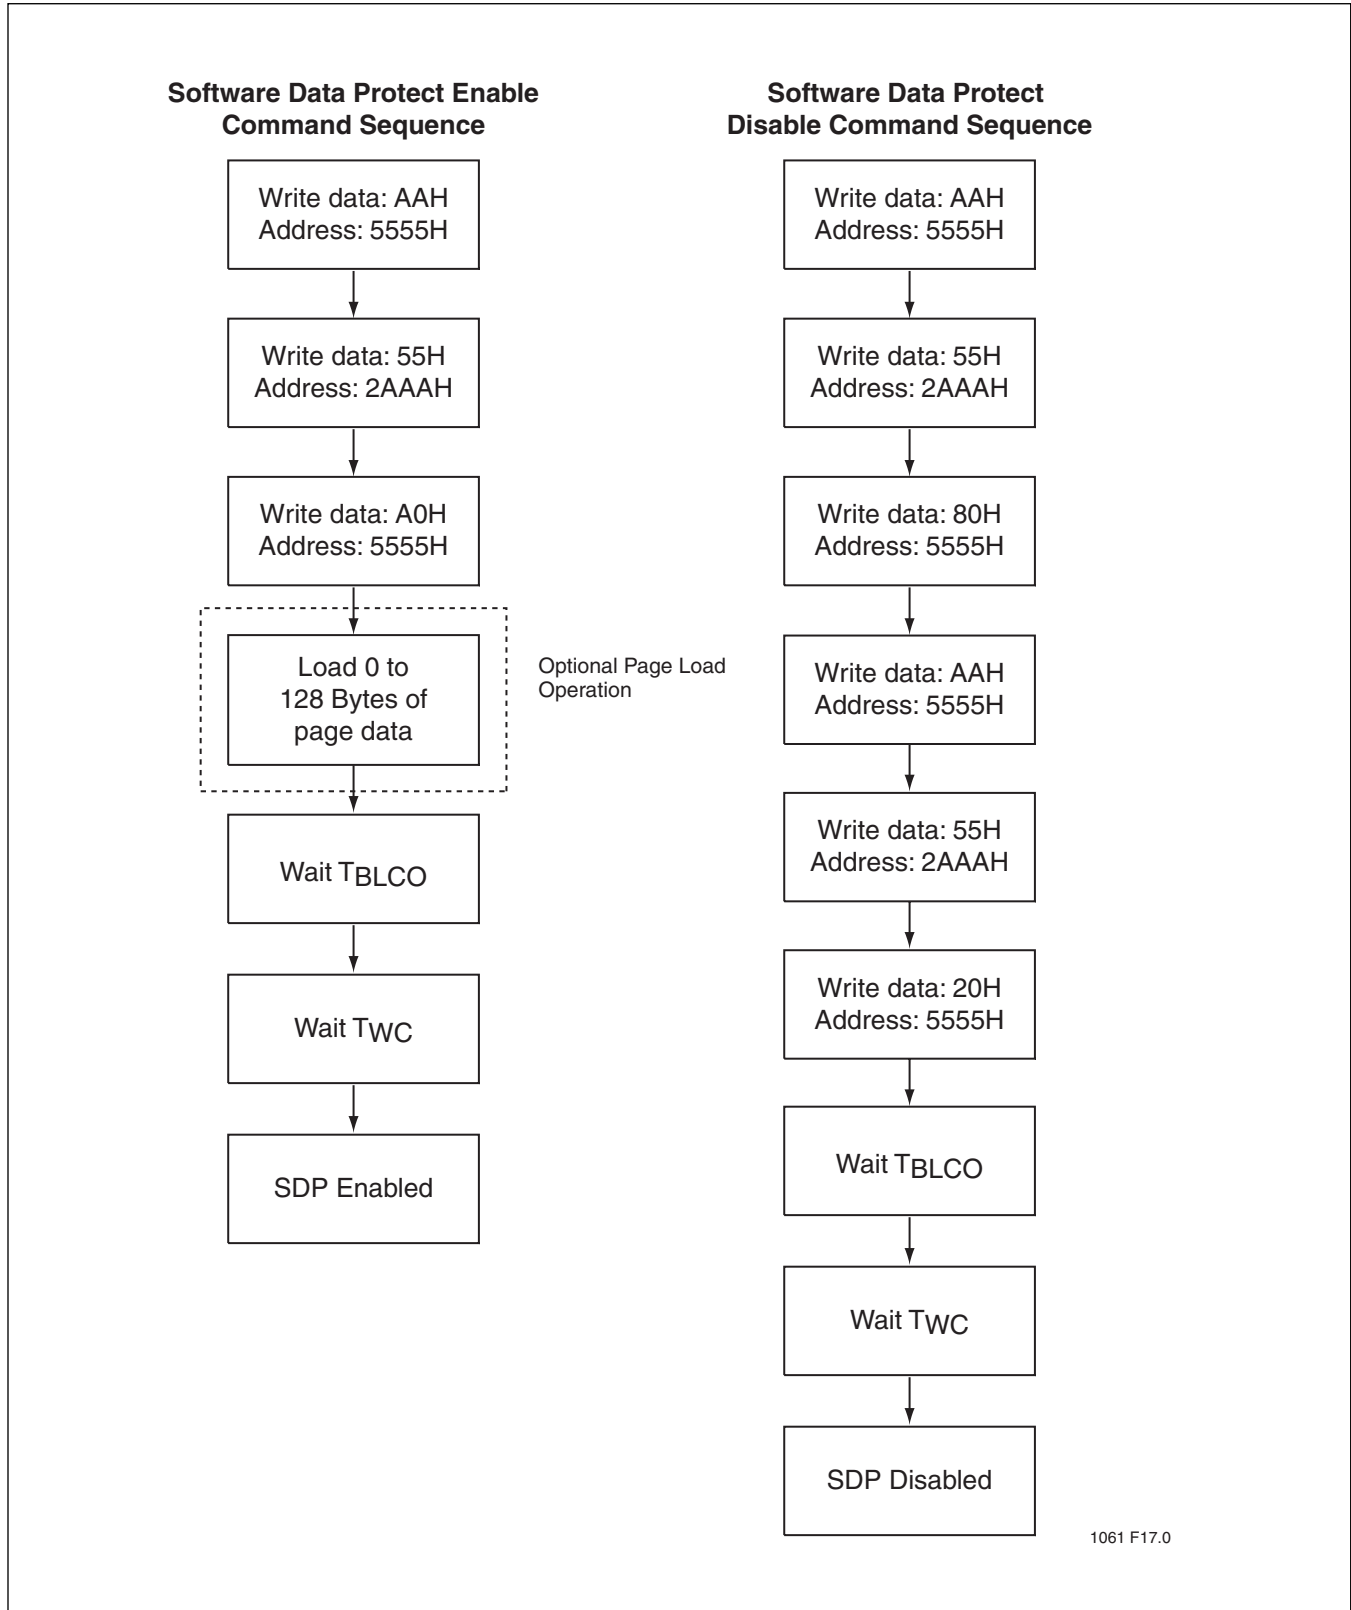 Software Data Protect Enable
Command Sequence
Write data: AAH
Address: 5555H
Write data: 55H
Address: 2AAAH
Write data: A0H
Address: 5555H
Load 0 to
128 Bytes of
page data
Optional Page Load
Operation
Wait TBLCO
Wait TWC
SDP Enabled
Software Data Protect
Disable Command Sequence
Write data: AAH
Address: 5555H
Write data: 55H
Address: 2AAAH
Write data: 80H
Address: 5555H
Write data: AAH
Address: 5555H
Write data: 55H
Address: 2AAAH
Write data: 20H
Address: 5555H
Wait TBLCO
Wait TWC
SDP Disabled
1061 F17.0